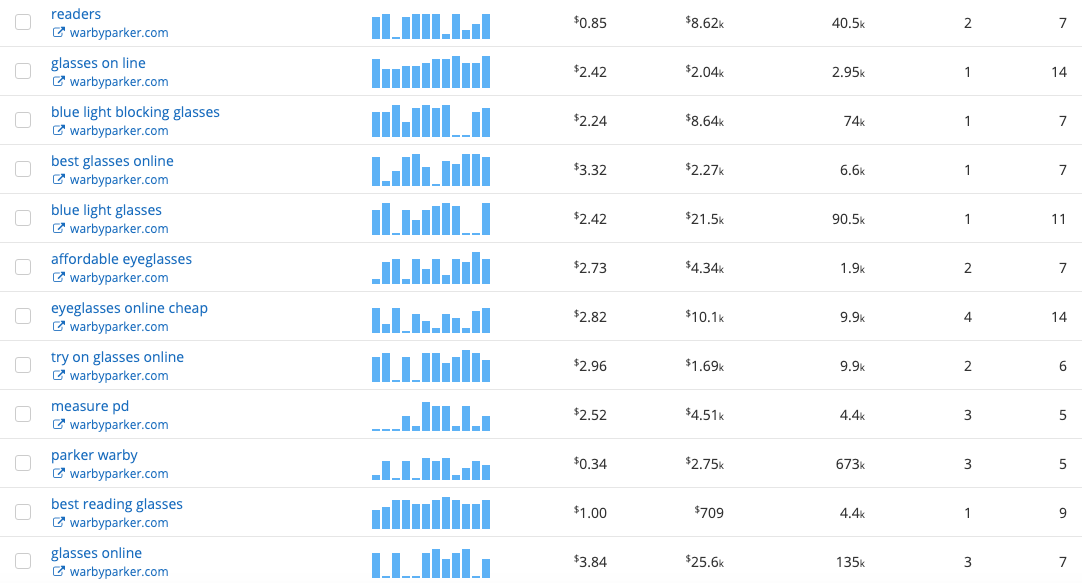 readers
warbyparker.com
$0.85 $8.62k 40.5k 2 7
glasses on line
warbyparker.com
$2.42 $2.04k 2.95k 1 14
blue light blocking glasses
warbyparker.com
$2.24 $8.64k 74k 1 7
best glasses online
warbyparker.com
$3.32 $2.27k 6.6k 1 7
blue light glasses
warbyparker.com
$2.42 $21.5k 90.5k 1 11
affordable eyeglasses
warbyparker.com
$2.73 $4.34k 1.9k 2 7
eyeglasses online cheap
warbyparker.com
$2.82 $10.1k 9.9k 4 14
try on glasses online
warbyparker.com
$2.96 $1.69k 9.9k 2 6
measure pd
warbyparker.com
$2.52 $4.51k 4.4k 3 5
parker warby
warbyparker.com
$0.34 $2.75k 673k 3 5
best reading glasses
warbyparker.com
$1.00 $709 4.4k 1 9
glasses online
warbyparker.com
$3.84 $25.6k 135k 3 7